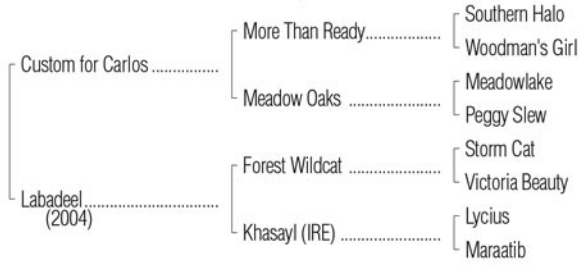 Southern Halo
More Than Ready....................
Woodman's Girl
Custom for Carlos ................
Meadowlake
Meadow Oaks ......................
Peggy Slew
Storm Cat
Forest Wildcat ......................
Victoria Beauty
Labadeel................................
(2004)
Lycius
Khasayl (IRE) ........................
Maraatib